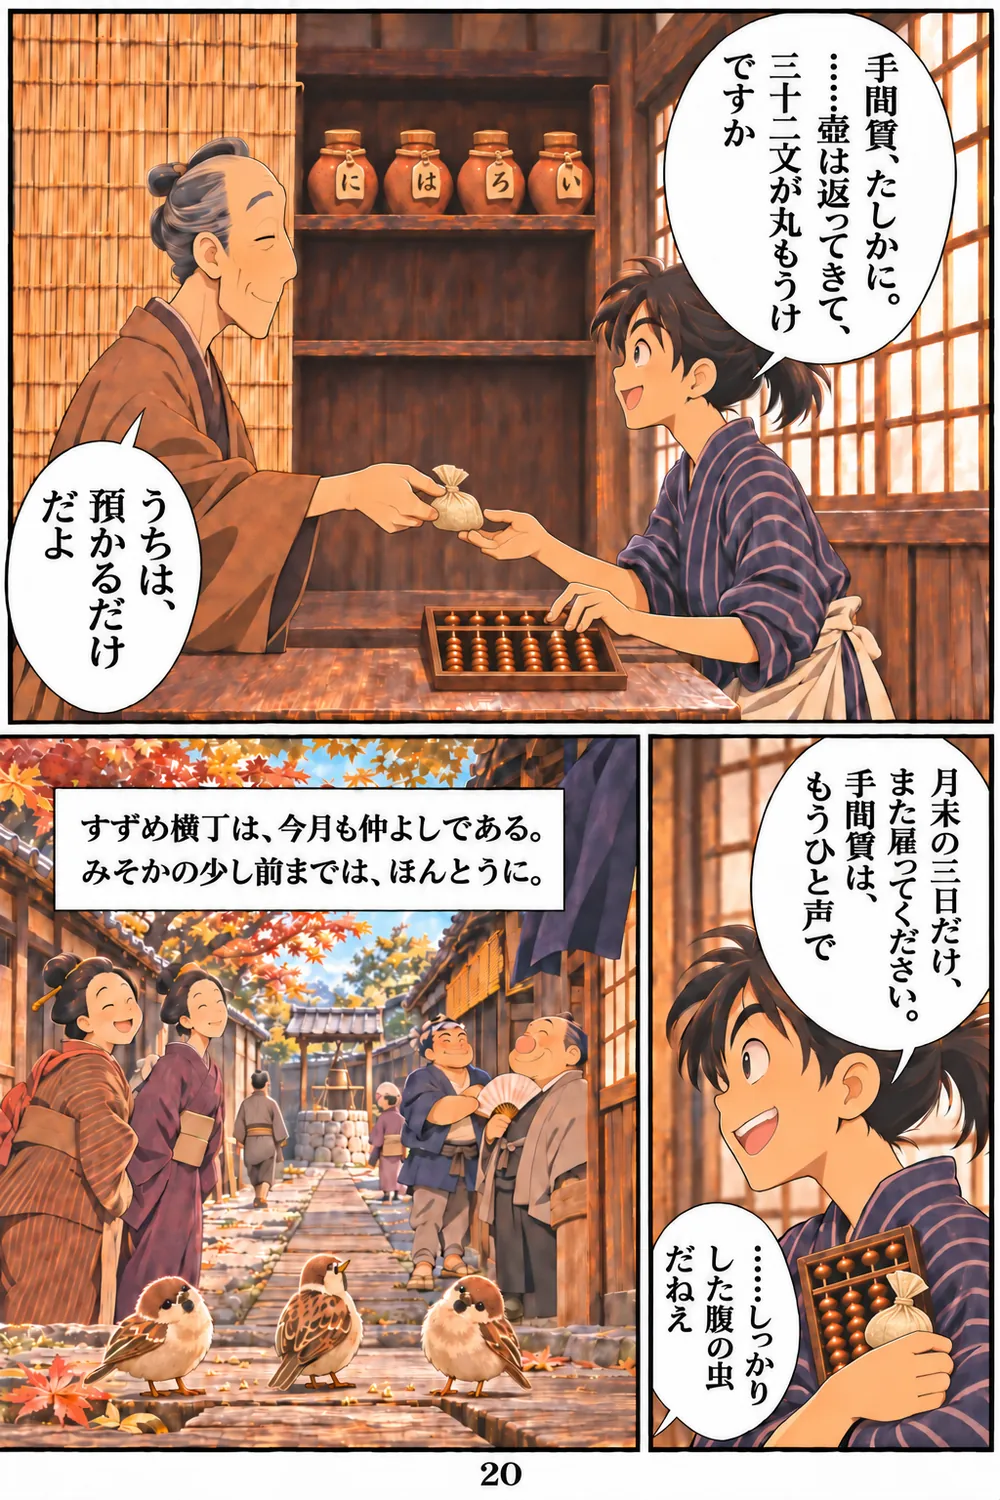 手間賃、たしかに。
……壺は返ってきて、
三十二文が丸もうけ
ですか
い
ろ
は
に
うちは、
預かるだけ
だよ
月末の三日だけ、
また雇ってください。
手間賃は、
もうひと声で
……しっかり
した腹の虫
だねえ
すずめ横丁は、今月も仲よしである。
みそかの少し前までは、ほんとうに。
20